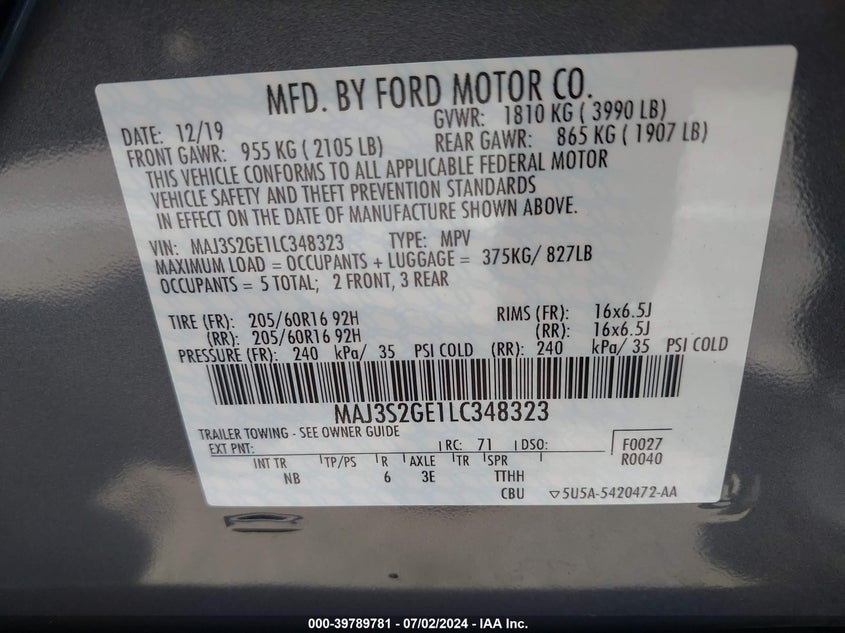 MFD. BY FORD MOTOR CO.
DATE: 12/19 GVWR: 1810 KG ( 3990 LB)
FRONT GAWR: 955 KG ( 2105 LB) REAR GAWR: 865 KG ( 1907 LB)
THIS VEHICLE CONFORMS TO ALL APPLICABLE FEDERAL MOTOR
VEHICLE SAFETY AND THEFT PREVENTION STANDARDS
IN EFFECT ON THE DATE OF MANUFACTURE SHOWN ABOVE.
VIN: MAJ3S2GE1LC348323 TYPE: MPV
MAXIMUM LOAD = OCCUPANTS + LUGGAGE = 375KG/ 827LB
OCCUPANTS = 5 TOTAL; 2 FRONT, 3 REAR
TIRE (FR): 205/60R16 92H RIMS (FR): 16x6.5J
(RR): 205/60R16 92H (RR): 16x6.5J
PRESSURE (FR): 240 kPa/ 35 PSI COLD (RR): 240 kPa/ 35 PSI COLD
MAJ3S2GE1LC348323
TRAILER TOWING - SEE OWNER GUIDE
EXT PNT: RC: 71 DSO: F0027
R0040
INT TR TP/PS R AXLE TR SPR
NB 6 3E TTHH
CBU ▽5U5A-5420472-AA
000-39789781 / 07/02/2024 - IAA Inc.